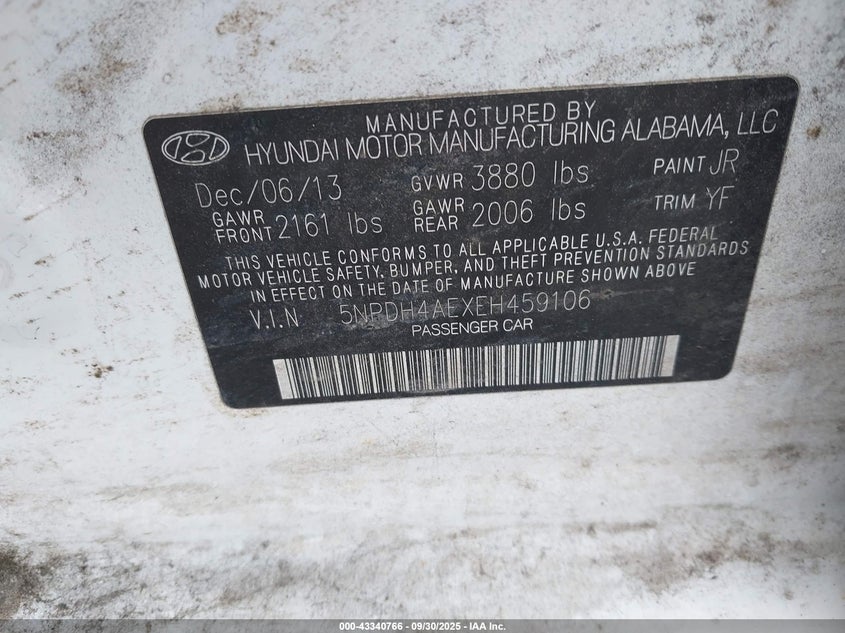 MANUFACTURED BY
HYUNDAI MOTOR MANUFACTURING ALABAMA, LLC
Dec/06/13 GVWR 3880 lbs PAINT JR
GAWR FRONT 2161 lbs GAWR REAR 2006 lbs TRIM YF
THIS VEHICLE CONFORMS TO ALL APPLICABLE U.S.A. FEDERAL
MOTOR VEHICLE SAFETY, BUMPER, AND THEFT PREVENTION STANDARDS
IN EFFECT ON THE DATE OF MANUFACTURE SHOWN ABOVE
V.I.N 5NPDH4AEXEH459106
PASSENGER CAR
000-43340766 - 09/30/2025 - IAA Inc.